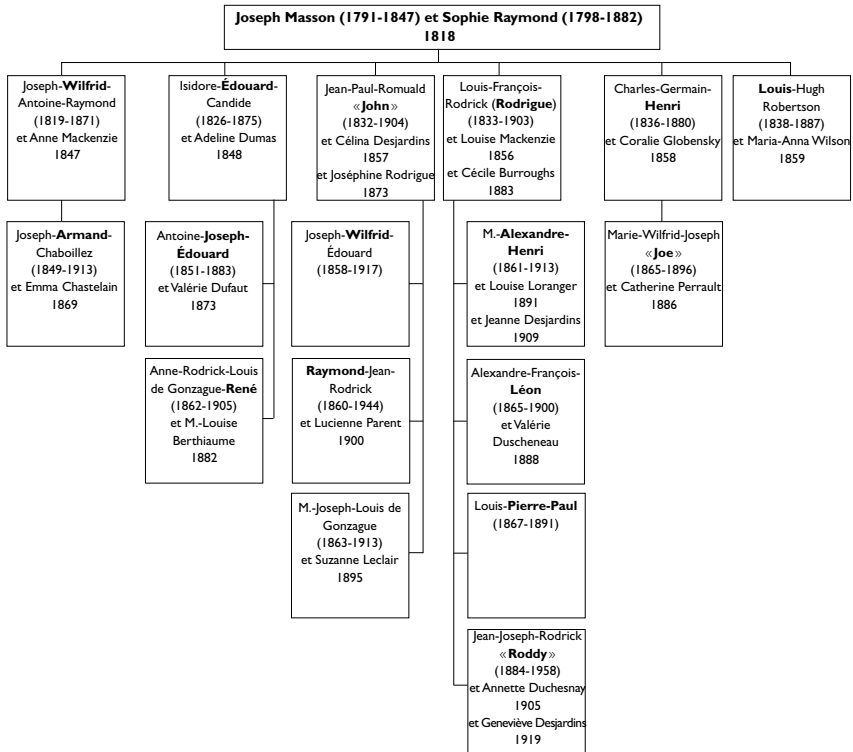 Joseph Masson (1791-1847) et Sophie Raymond (1798-1882)
1818
Joseph-Wilfrid-
Antoine-Raymond
(1819-1871)
et Anne Mackenzie
1847
Isidore-Édouard-
Candide
(1826-1875)
et Adeline Dumas
1848
Jean-Paul-Romuald
«John»
(1832-1904)
et Célina Desjardins
1857
et Joséphine Rodrigue
1873
Louis-François-
Rodrick (Rodrigue)
(1833-1903)
et Louise Mackenzie
1856
et Cécile Burroughs
1883
Charles-Germain-
Henri
(1836-1880)
et Coralie Globensky
1858
Louis-Hugh
Robertson
(1838-1887)
et Maria-Anna Wilson
1859
Joseph-Armand-
Chaboillez
(1849-1913)
et Emma Chastelain
1869
Antoine-Joseph-
Édouard
(1851-1883)
et Valérie Dufaut
1873
Joseph-Wilfrid-
Édouard
(1858-1917)
M.-Alexandre-
Henri
(1861-1913)
et Louise Loranger
1891
et Jeanne Desjardins
1909
Marie-Wilfrid-Joseph
«Joe»
(1865-1896)
et Catherine Perrault
1886
Anne-Rodrick-Louis
de Gonzague-René
(1862-1905)
et M.-Louise
Berthiaume
1882
Raymond-Jean-
Rodrick
(1860-1944)
et Lucienne Parent
1900
Alexandre-François-
Léon
(1865-1900)
et Valérie
Duscheneau
1888
M.-Joseph-Louis de
Gonzague
(1863-1913)
et Suzanne Leclair
1895
Louis-Pierre-Paul
(1867-1891)
Jean-Joseph-Rodrick
«Roddy»
(1884-1958)
et Annette Duchesnay
1905
et Geneviève Desjardins
1919